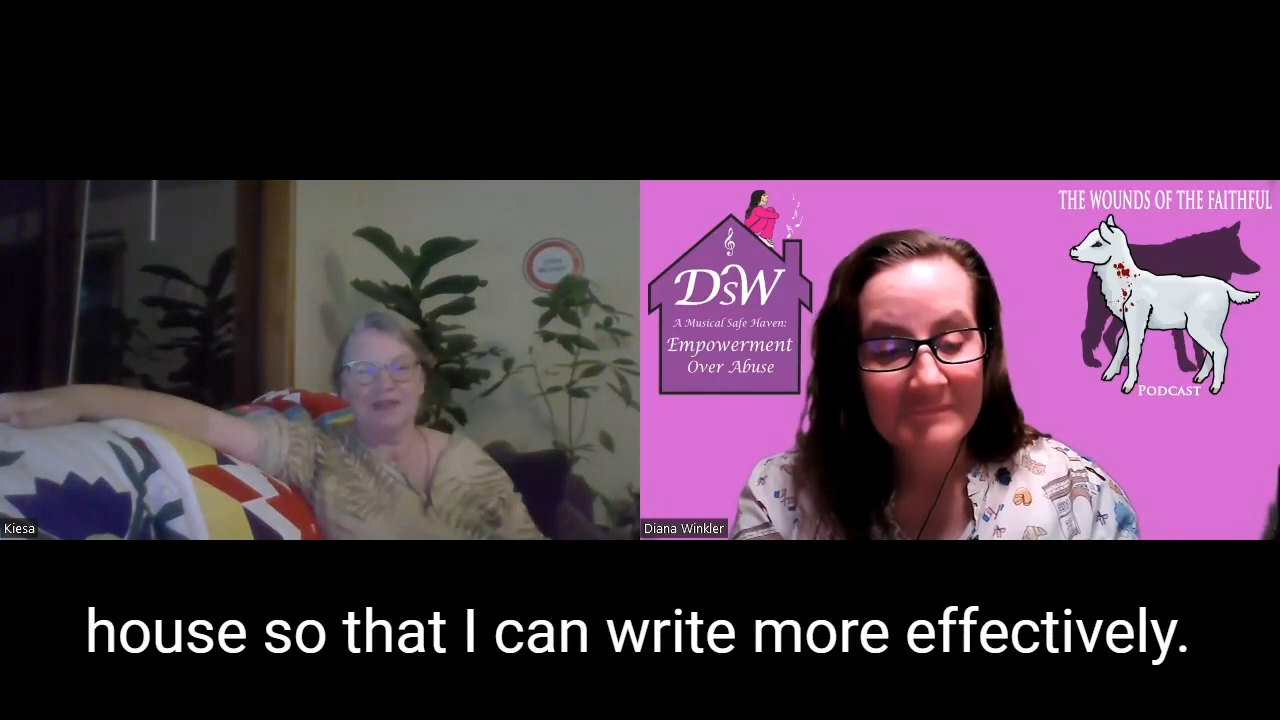 THE WOUNDS OF THE FAITHFUL
DSW
A Musical Safe Haven:
Empowerment
Over Abuse
PODCAST
Kiesa
Diana Winkler
house so that I can write more effectively.